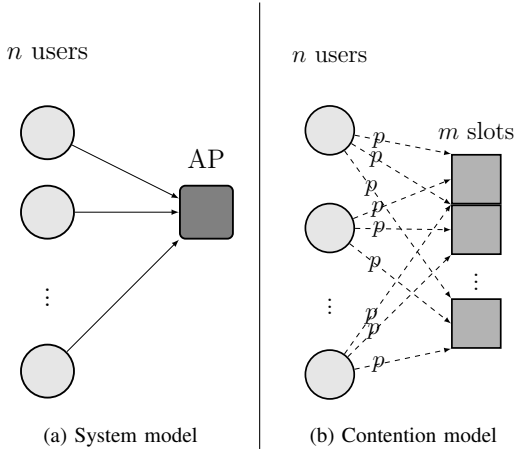 n users
AP
⋮
(a) System model
n users
m slots
p
p
p
p
p
p
p
p
p
⋮
⋮
(b) Contention model